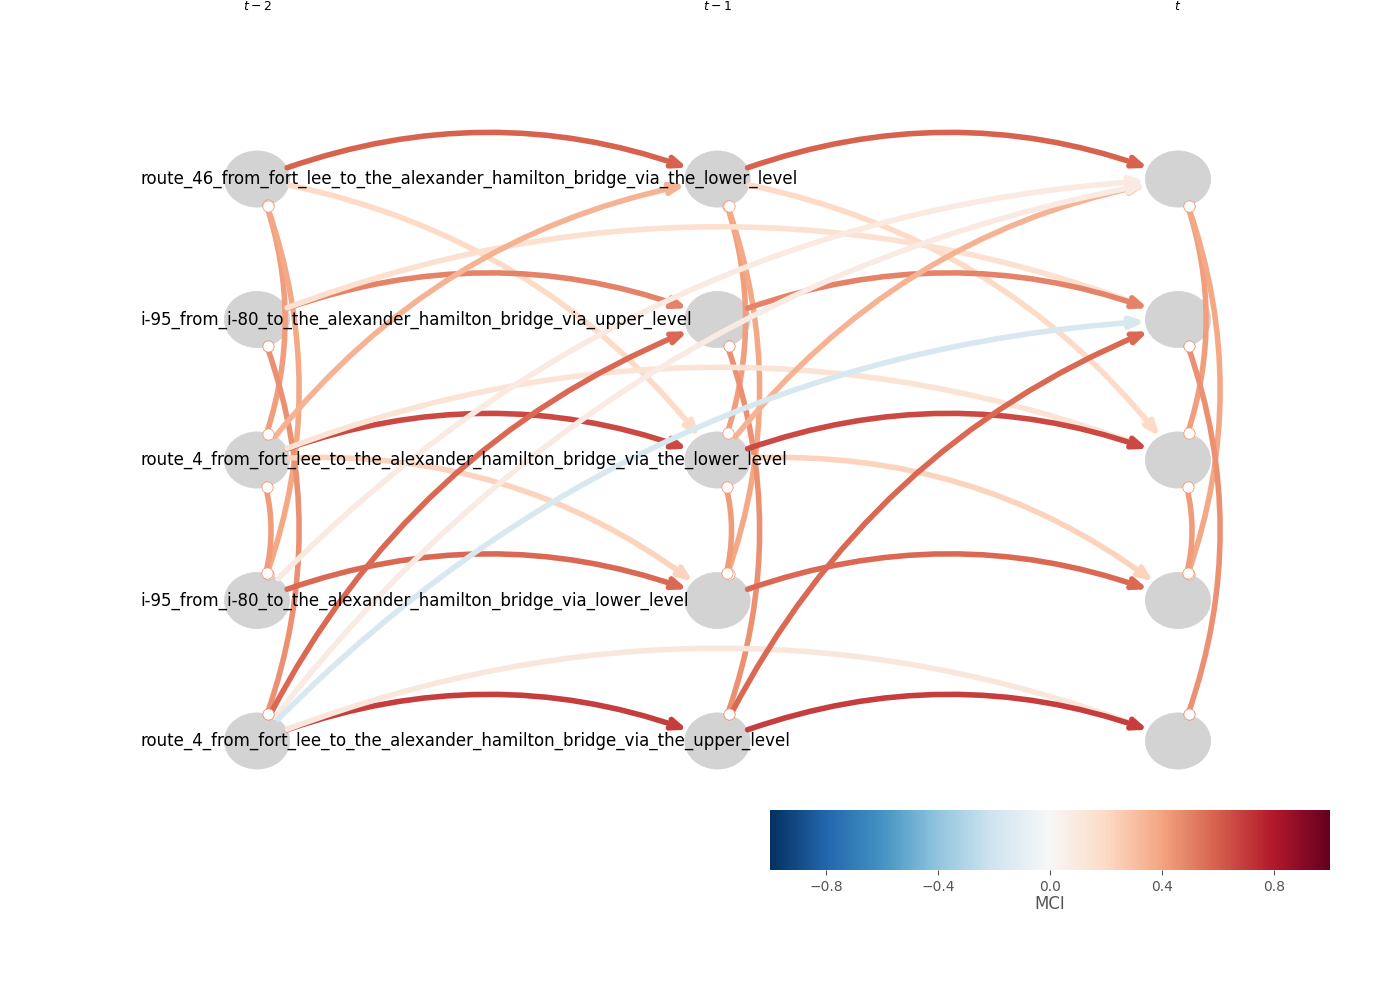 t − 2
t − 1
t
route_46_from_fort_lee_to_the_alexander_hamilton_bridge_via_the_lower_level
i-95_from_i-80_to_the_alexander_hamilton_bridge_via_upper_level
route_4_from_fort_lee_to_the_alexander_hamilton_bridge_via_the_lower_level
i-95_from_i-80_to_the_alexander_hamilton_bridge_via_lower_level
route_4_from_fort_lee_to_the_alexander_hamilton_bridge_via_the_upper_level
−0.8
−0.4
0.0
0.4
0.8
MCI